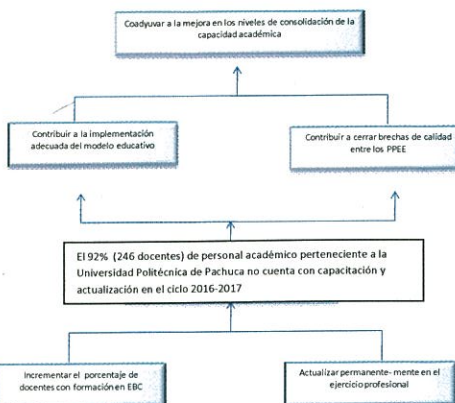 Coadyuvar a la mejora en los niveles de consolidación de la
capacidad académica
Contribuir a la implementación
adecuada del modelo educativo
Contribuir a cerrar brechas de calidad
entre los PPEE
El 92% (246 docentes) de personal académico perteneciente a la
Universidad Politécnica de Pachuca no cuenta con capacitación y
actualización en el ciclo 2016-2017
Incrementar el porcentaje de
docentes con formación en EBC
Actualizar permanente- mente en el
ejercicio profesional